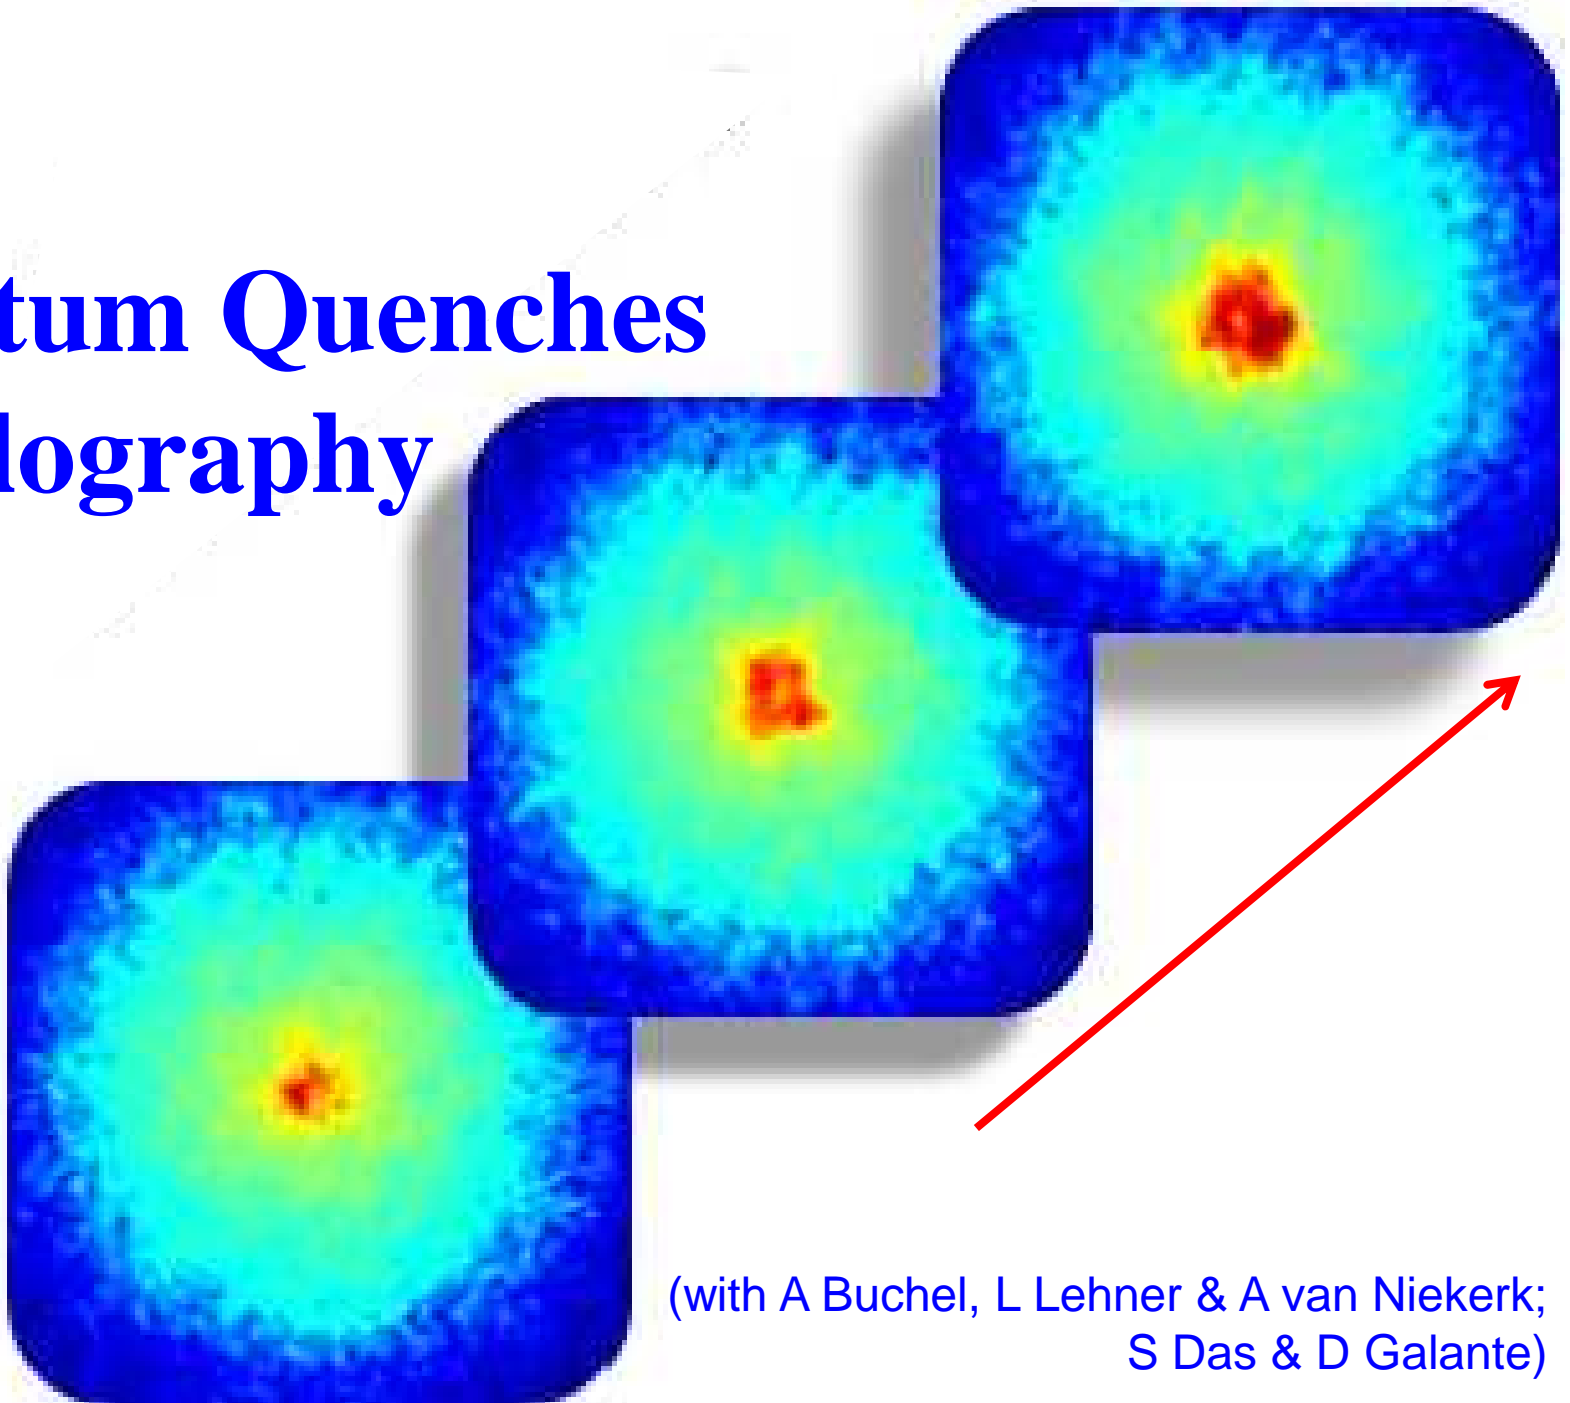 tum Quenches
lography
(with A Buchel, L Lehner & A van Niekerk;
S Das & D Galante)